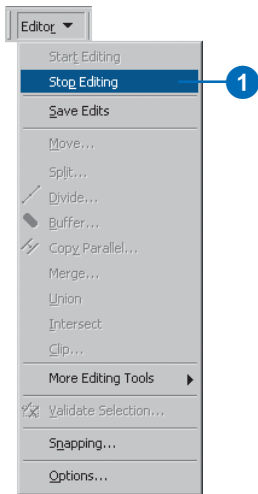 Editor
Start Editing
Stop Editing
1
Save Edits
Move...
Split...
Divide...
Buffer...
Copy Parallel...
Merge...
Union
Intersect
Clip...
More Editing Tools
Validate Selection...
Snapping...
Options...